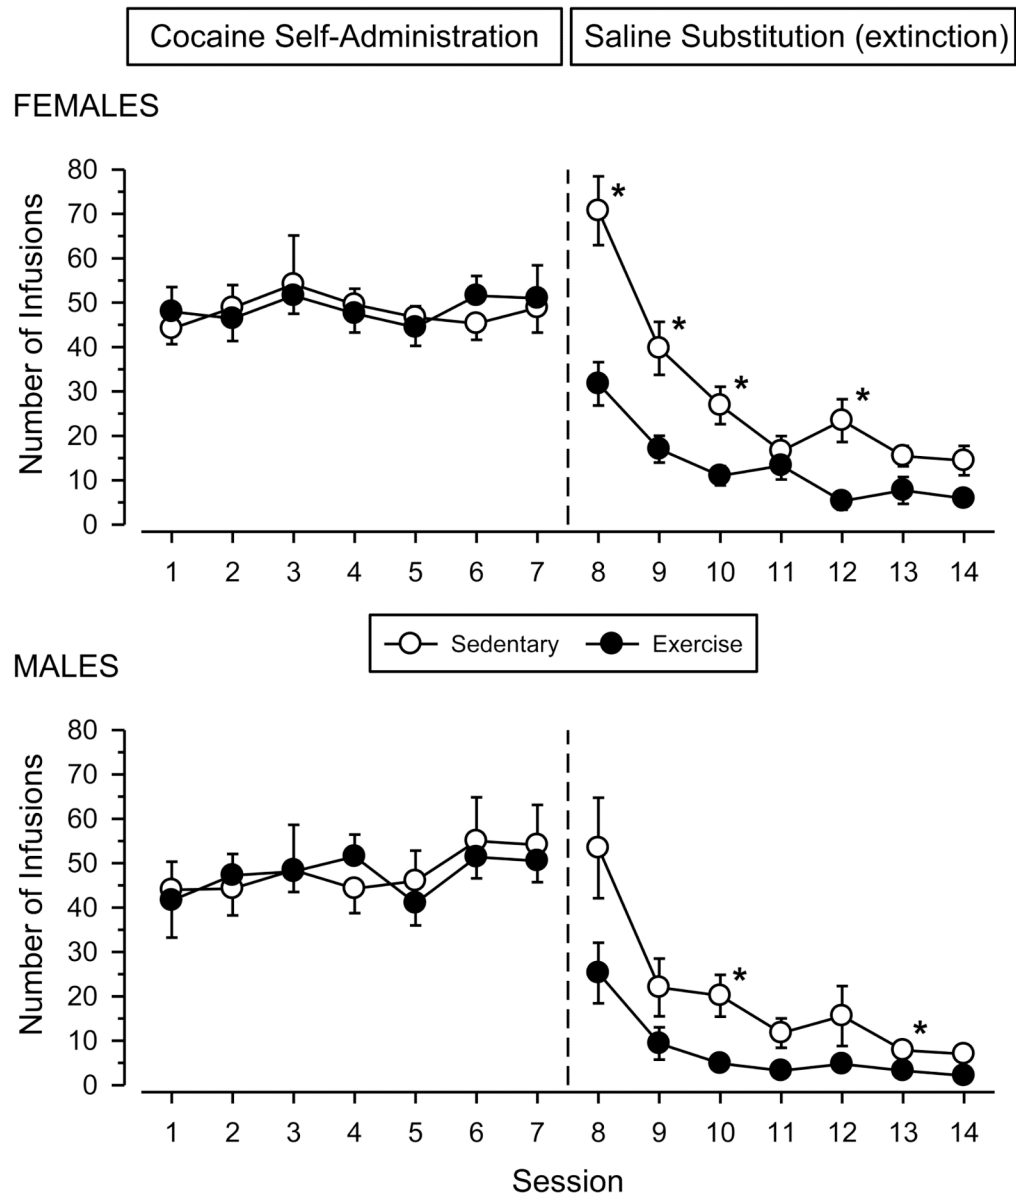 Cocaine Self-Administration
Saline Substitution (extinction)
FEMALES
Number of Infusions
80
70
60
50
40
30
20
10
0
* * * *
1 2 3 4 5 6 7 8 9 10 11 12 13 14
Sedentary Exercise
MALES
Number of Infusions
80
70
60
50
40
30
20
10
0
* *
1 2 3 4 5 6 7 8 9 10 11 12 13 14
Session